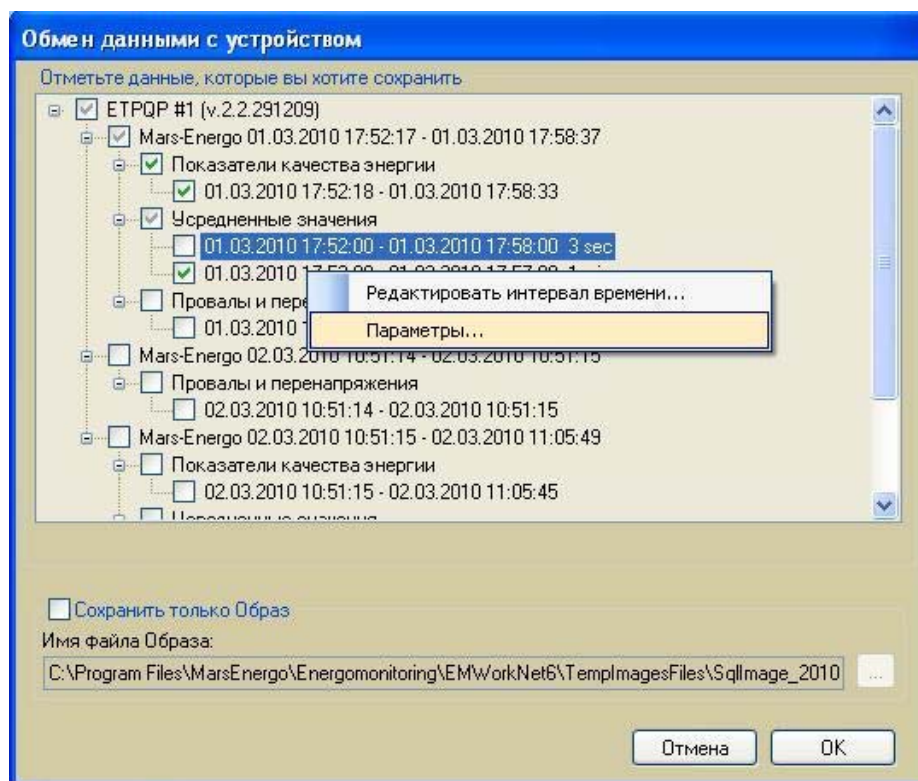 Обмен данными с устройством
Отметьте данные, которые вы хотите сохранить
ETPQP #1 (v.2.2.291209)
Mars-Energo 01.03.2010 17:52:17 - 01.03.2010 17:58:37
Показатели качества энергии
01.03.2010 17:52:18 - 01.03.2010 17:58:33
Усредненные значения
01.03.2010 17:52:00 - 01.03.2010 17:58:00 3 sec
01.03.2010
Редактировать интервал времени...
Провалы и
01.03.2010
Параметры...
Mars-Energo 02.03.2010 10:51:14 - 02.03.2010 10:51:15
Провалы и перенапряжения
02.03.2010 10:51:14 - 02.03.2010 10:51:15
Mars-Energo 02.03.2010 10:51:15 - 02.03.2010 11:05:49
Показатели качества энергии
02.03.2010 10:51:15 - 02.03.2010 11:05:45
Сохранить только Образ
Имя файла Образа:
C:\Program Files\MarsEnergo\Energomonitoring\EMWorkNet6\TempImagesFiles\SqlImage_2010
...
Отмена
OK